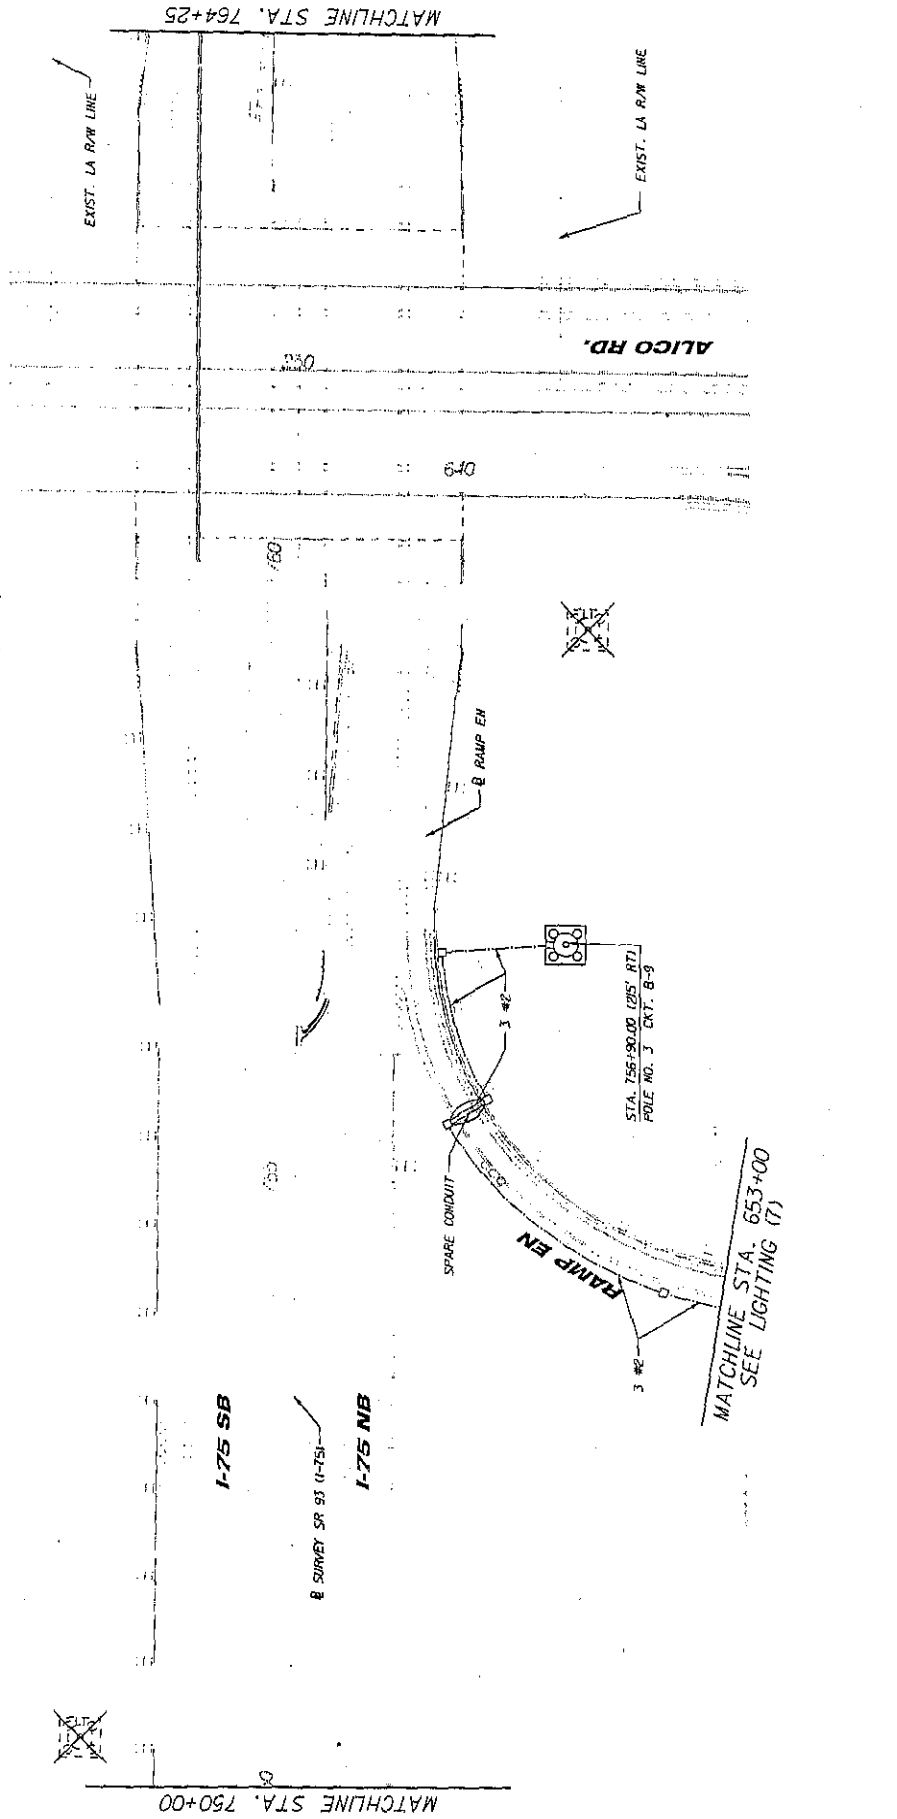 MATCHLINE STA. 764+25
EXIST. LA R/W LINE
EXIST. LA R/W LINE
ALICO RD.
640
760
℄ RAMP EN
3 #2
STA. 756+90.00 (215' RT)
POLE NO. 3 CKT. B-9
SPARE CONDUIT
RAMP EN
3 #2
MATCHLINE STA. 653+00
SEE LIGHTING (7)
I-75 SB
I-75 NB
℄ SURVEY SR 93 (I-75)
MATCHLINE STA. 750+00